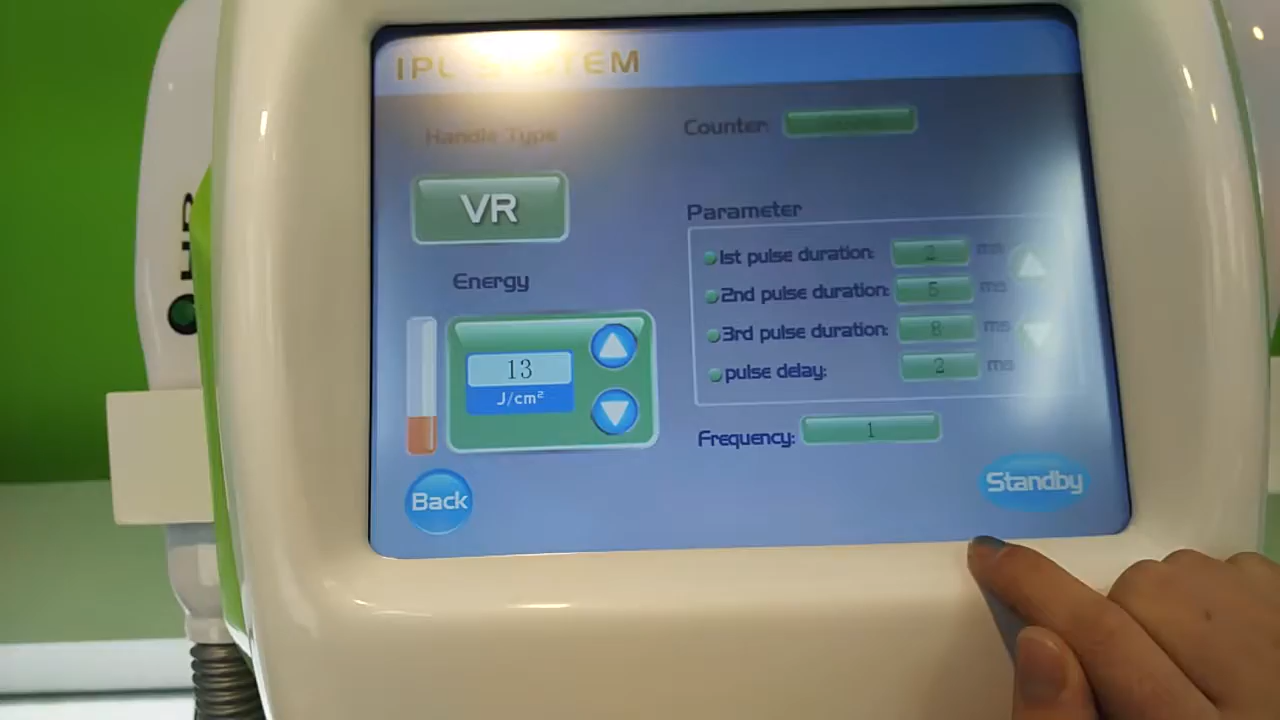 IPL SYSTEM
Handle Type
Counter:
VR
Parameter
1st pulse duration: 2 ms
Energy
2nd pulse duration: 5 ms
3rd pulse duration: 8 ms
13
pulse delay: 2 ms
J/cm²
Frequency: 1
Back
Standby